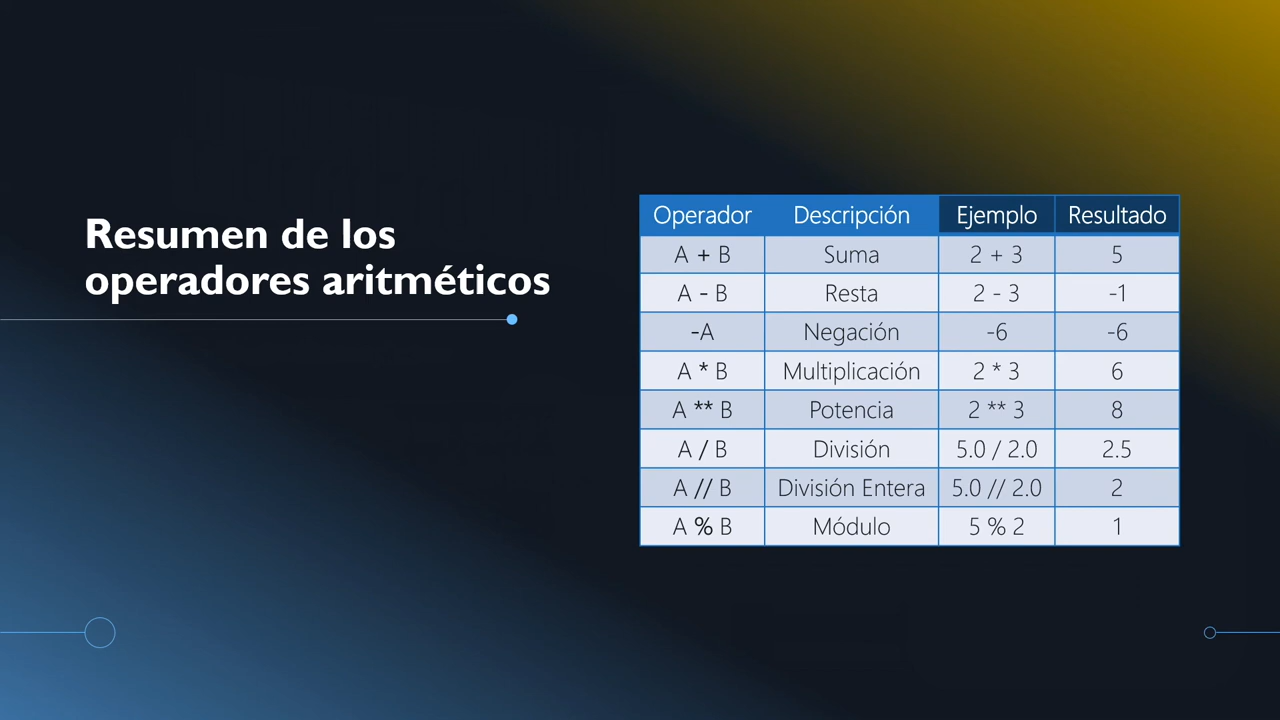 Resumen de los
operadores aritméticos
Operador Descripción Ejemplo Resultado
A + B Suma 2 + 3 5
A - B Resta 2 - 3 -1
-A Negación -6 -6
A * B Multiplicación 2 * 3 6
A ** B Potencia 2 ** 3 8
A / B División 5.0 / 2.0 2.5
A // B División Entera 5.0 // 2.0 2
A % B Módulo 5 % 2 1